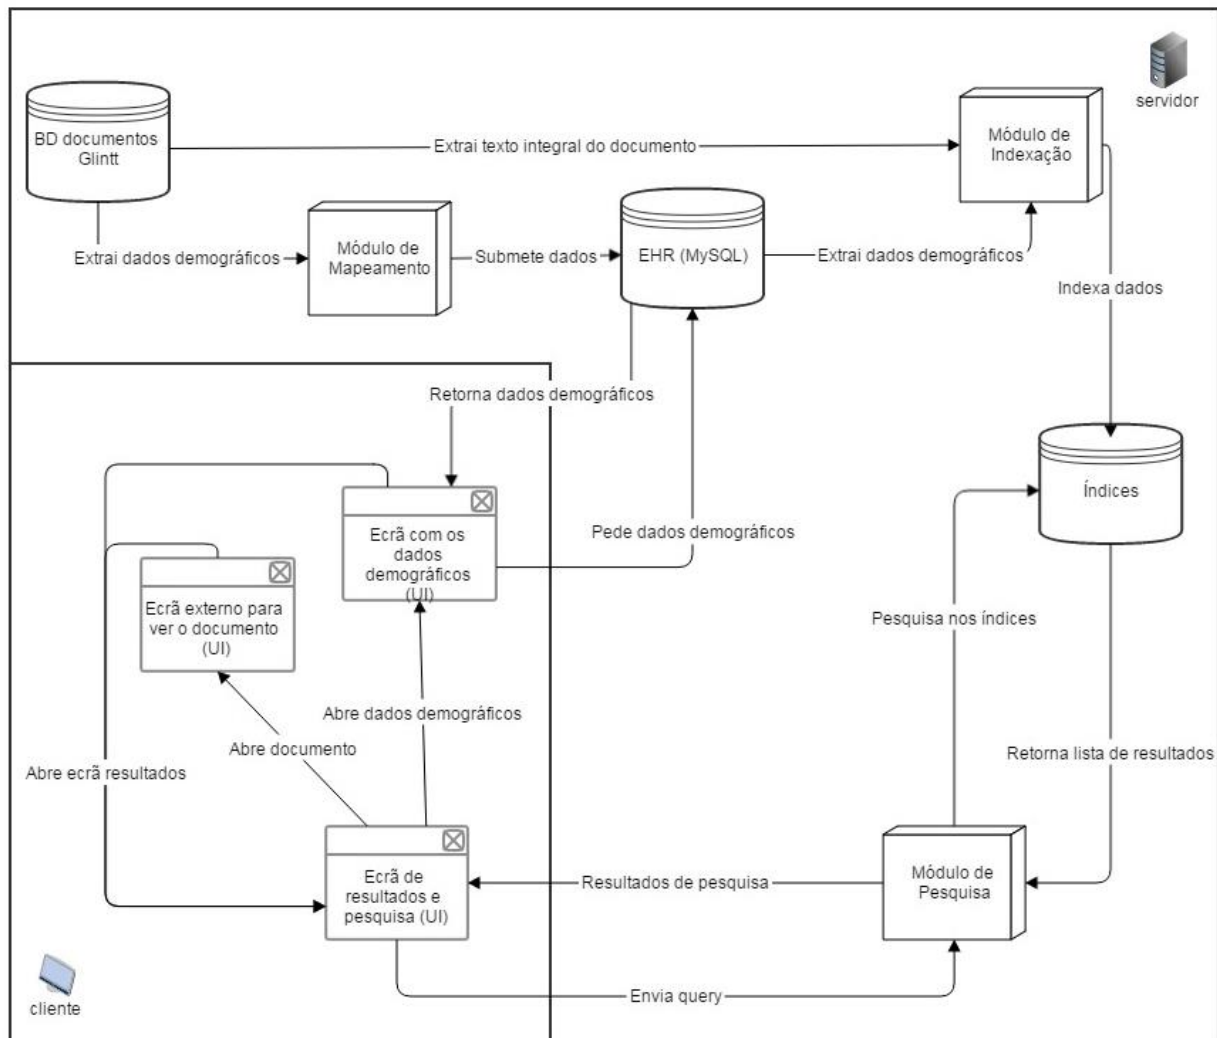 servidor
BD documentos
Glintt
Extrai texto integral do documento
Módulo de
Indexação
Extrai dados demográficos
Módulo de
Mapeamento
Submete dados
EHR (MySQL)
Extrai dados demográficos
Indexa dados
Retorna dados demográficos
Índices
Ecrã com os
dados
demográficos
(UI)
Pede dados demográficos
Ecrã externo para
ver o documento
(UI)
Pesquisa nos índices
Abre dados demográficos
Abre documento
Abre ecrã resultados
Retorna lista de resultados
Ecrã de
resultados e
pesquisa (UI)
Resultados de pesquisa
Módulo de
Pesquisa
Envia query
cliente